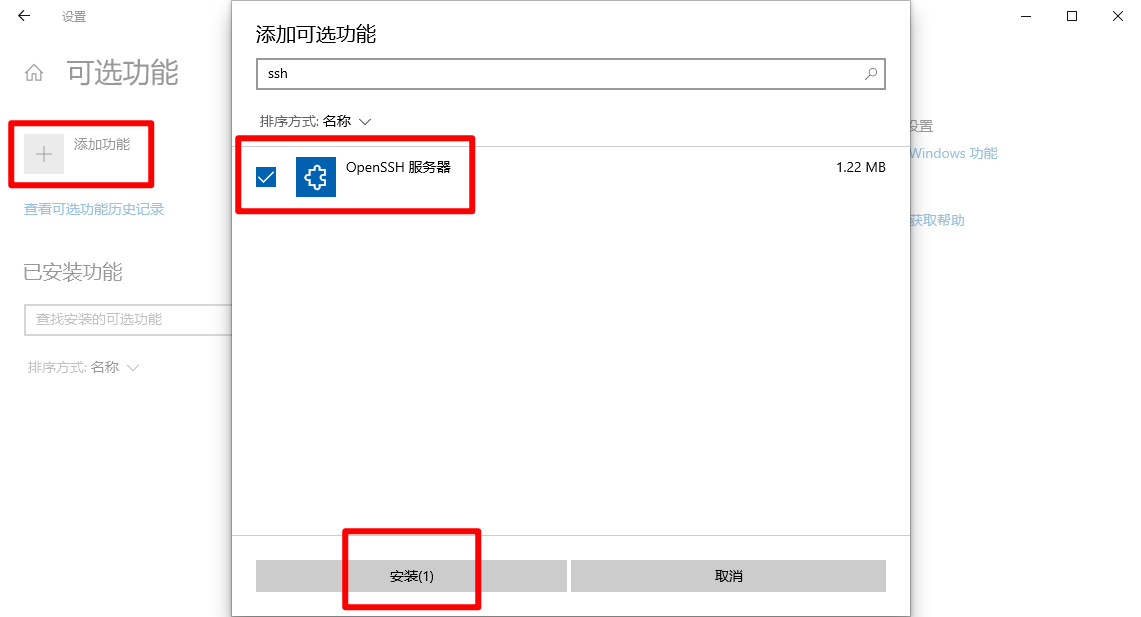 设置
可选功能
添加功能
查看可选功能历史记录
已安装功能
查找安装的可选功能
排序方式: 名称
添加可选功能
ssh
排序方式: 名称
OpenSSH 服务器
1.22 MB
安装(1)
取消
设置
Windows 功能
获取帮助